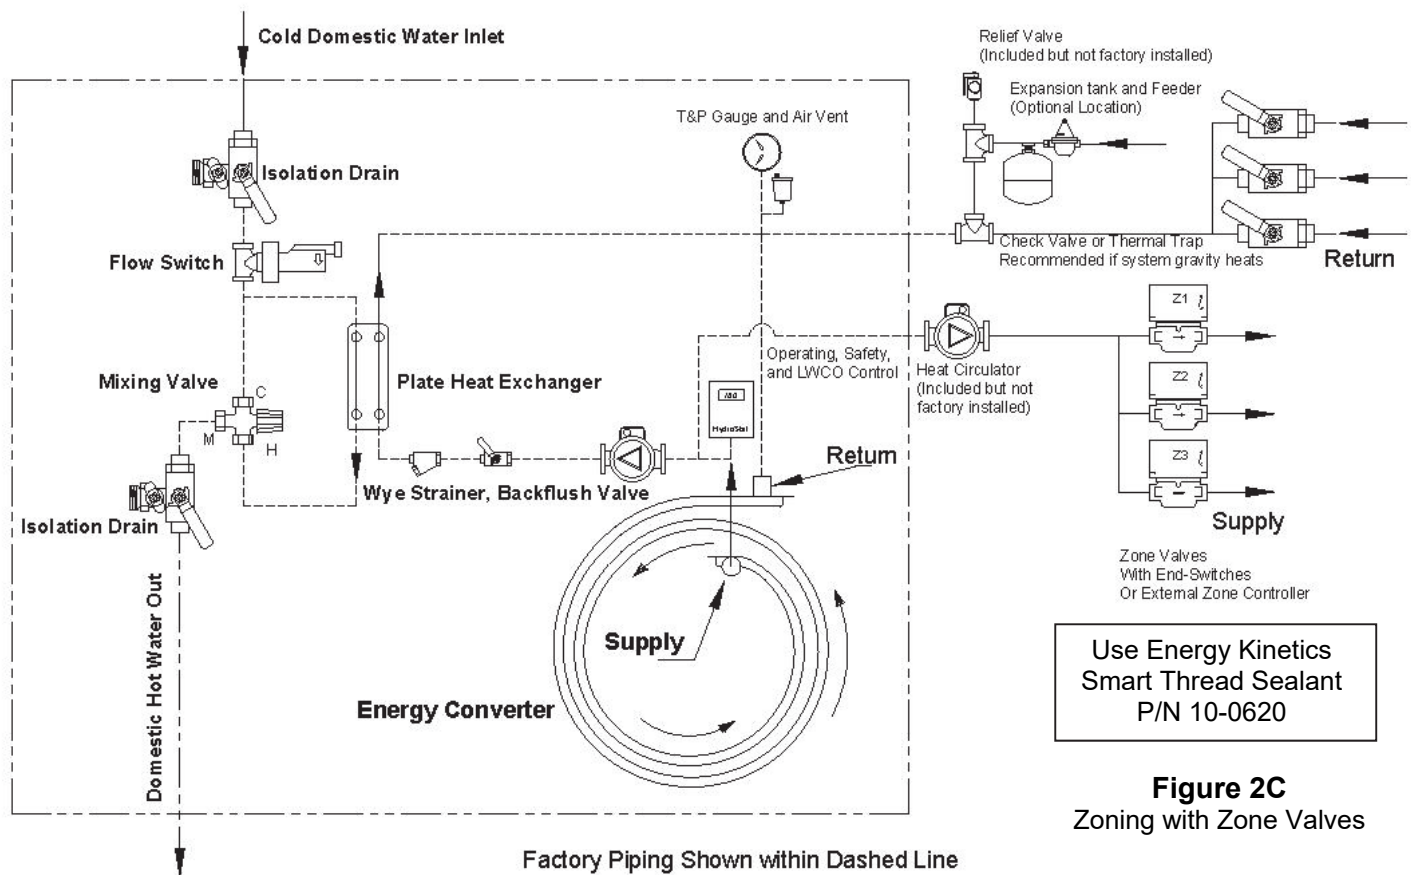 Cold Domestic Water Inlet
Relief Valve
(Included but not factory installed)
Expansion tank and Feeder
(Optional Location)
T&P Gauge and Air Vent
Isolation Drain
Flow Switch
Check Valve or Thermal Trap
Recommended if system gravity heats
Return
Z1
Operating, Safety,
and LWCO Control
Heat Circulator
(Included but not
factory installed)
Mixing Valve
C
Plate Heat Exchanger
Z2
M
H
HydroStat
Z3
Return
Wye Strainer, Backflush Valve
Isolation Drain
Supply
Zone Valves
With End-Switches
Or External Zone Controller
Supply
Domestic Hot Water Out
Energy Converter
Use Energy Kinetics
Smart Thread Sealant
P/N 10-0620
Figure 2C
Zoning with Zone Valves
Factory Piping Shown within Dashed Line